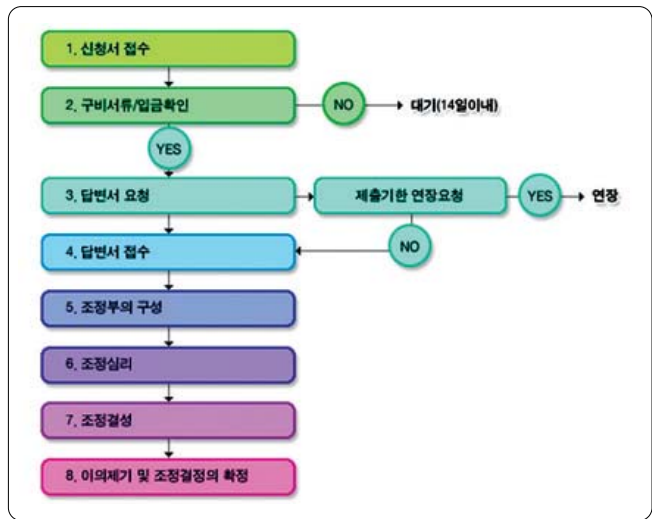 1. 신청서 접수
2. 구비서류/입금확인
NO
대기(14일이내)
YES
3. 답변서 요청
제출기한 연장요청
YES
연장
NO
4. 답변서 접수
5. 조정부의 구성
6. 조정심리
7. 조정결성
8. 이의제기 및 조정결정의 확정